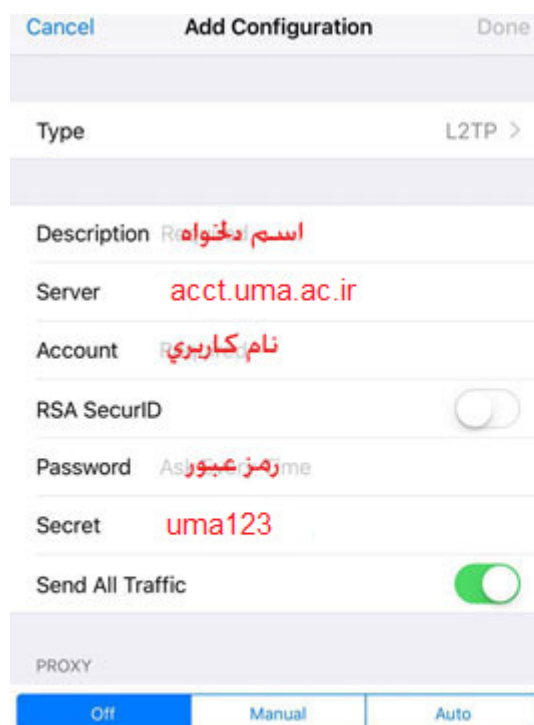 Cancel Add Configuration Done
Type L2TP >
Description اسم دلخواه
Server acct.uma.ac.ir
Account نام کاربري
RSA SecurID
Password رمز عبور
Secret uma123
Send All Traffic
PROXY
Off Manual Auto